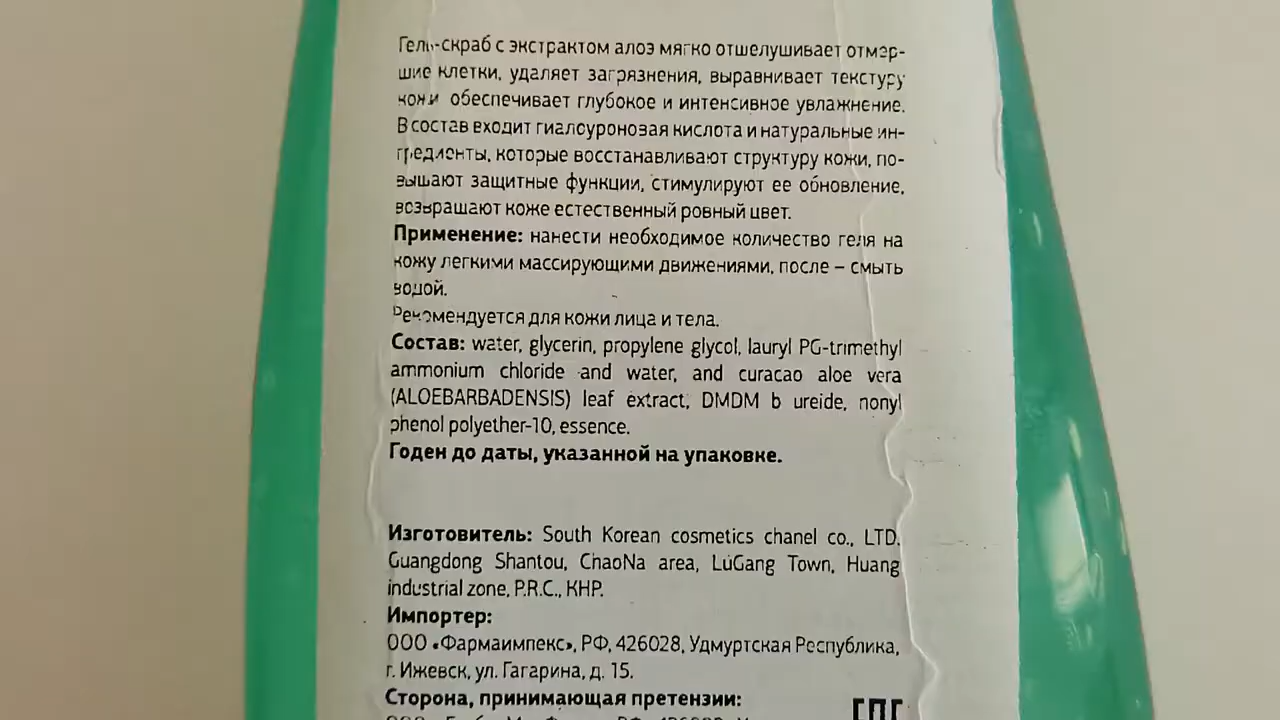 Гель-скраб с экстрактом алоэ мягко отшелушивает отмер-
шие клетки, удаляет загрязнения, выравнивает текстуру
кожи обеспечивает глубокое и интенсивное увлажнение.
В состав входит гиалоуроновая кислота и натуральные ин-
гредиенты, которые восстанавливают структуру кожи, по-
вышают защитные функции, стимулируют ее обновление,
возвращают коже естественный ровный цвет.
Применение: нанести необходимое количество геля на
кожу легкими массирующими движениями, после – смыть
водой.
Рекомендуется для кожи лица и тела.
Состав: water, glycerin, propylene glycol, lauryl PG-trimethyl
ammonium chloride and water, and curacao aloe vera
(ALOEBARBADENSIS) leaf extract, DMDM b ureide, nonyl
phenol polyether-10, essence.
Годен до даты, указанной на упаковке.
Изготовитель: South Korean cosmetics chanel co., LTD.
Guangdong Shantou, ChaoNa area, LuGang Town, Huang
industrial zone, P.R.C., КНР.
Импортер:
ООО «Фармаимпекс», РФ, 426028, Удмуртская Республика,
г. Ижевск, ул. Гагарина, д. 15.
Сторона, принимающая претензии: